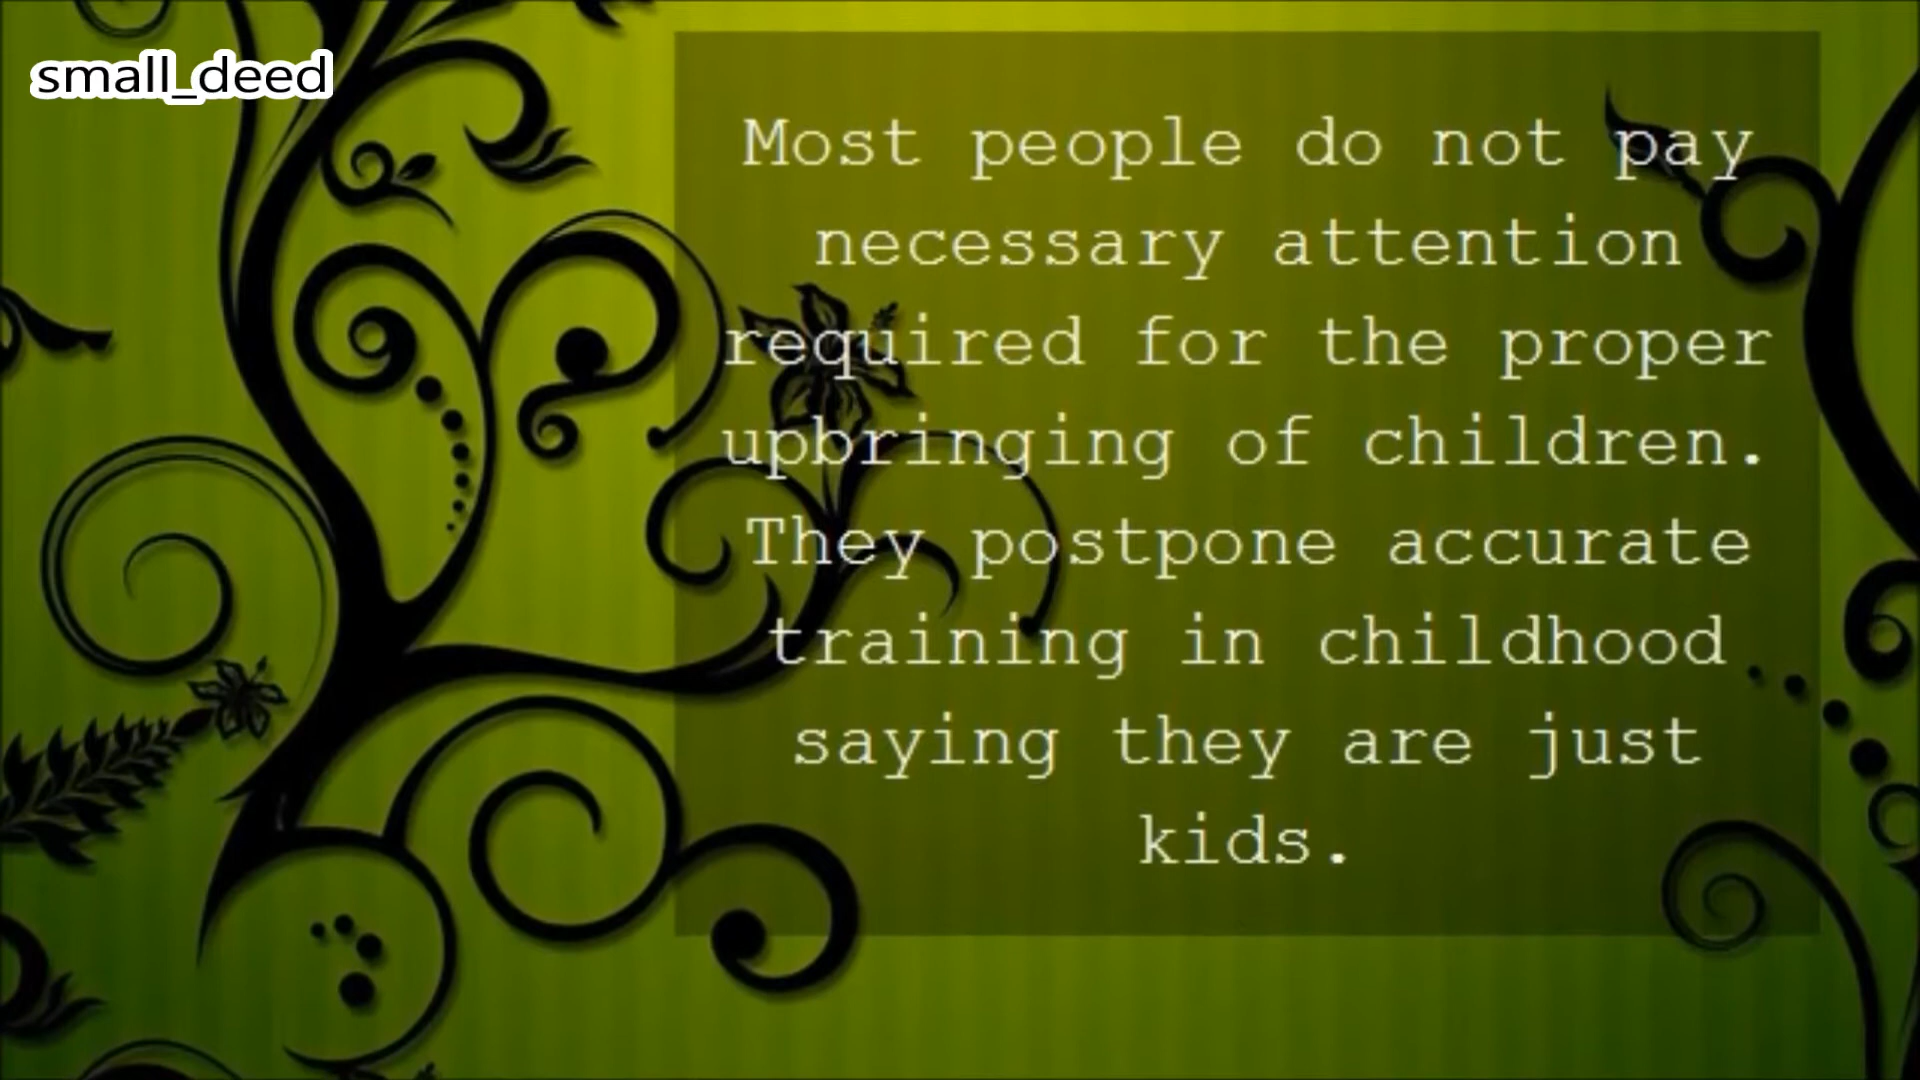 small_deed
Most people do not pay
necessary attention
required for the proper
upbringing of children.
They postpone accurate
training in childhood
saying they are just
kids.